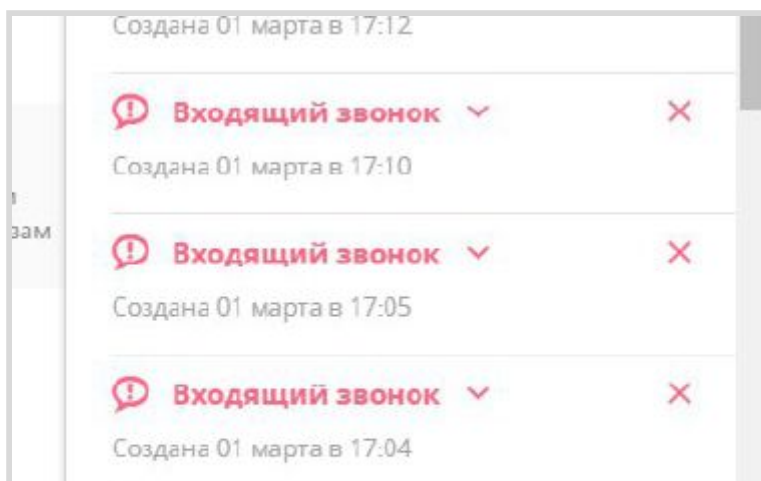 Создана 01 марта в 17:12
Входящий звонок
Создана 01 марта в 17:10
зам
Входящий звонок
Создана 01 марта в 17:05
Входящий звонок
Создана 01 марта в 17:04